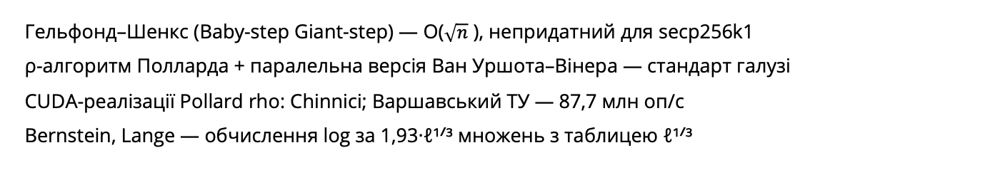 Гельфонд–Шенкс (Baby-step Giant-step) — O(√n ), непридатний для secp256k1
ρ-алгоритм Полларда + паралельна версія Ван Уршота–Вінера — стандарт галузі
CUDA-реалізації Pollard rho: Chinnici; Варшавський ТУ — 87,7 млн оп/с
Bernstein, Lange — обчислення log за 1,93·ℓ¹ᐟ³ множень з таблицею ℓ¹ᐟ³